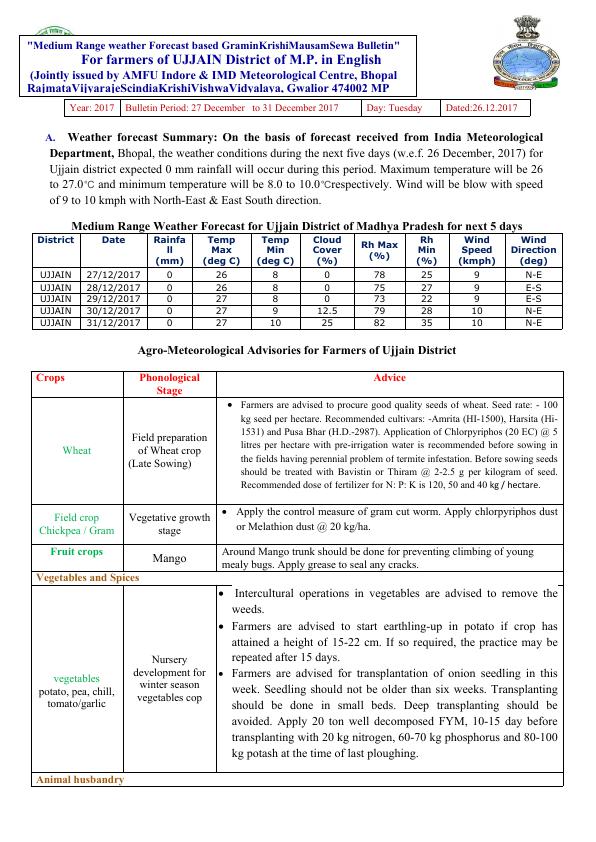 "Medium Range weather Forecast based GraminKrishiMausamSewa Bulletin"
For farmers of UJJAIN District of M.P. in English
(Jointly issued by AMFU Indore & IMD Meteorological Centre, Bhopal
RajmataVijyarajeScindiaKrishiVishwaVidyalaya, Gwalior 474002 MP
Year: 2017 Bulletin Period: 27 December to 31 December 2017 Day: Tuesday Dated:26.12.2017
A. Weather forecast Summary: On the basis of forecast received from India Meteorological
Department, Bhopal, the weather conditions during the next five days (w.e.f. 26 December, 2017) for
Ujjain district expected 0 mm rainfall will occur during this period. Maximum temperature will be 26
to 27.0°C and minimum temperature will be 8.0 to 10.0°Crespectively. Wind will be blow with speed
of 9 to 10 kmph with North-East & East South direction.
Medium Range Weather Forecast for Ujjain District of Madhya Pradesh for next 5 days
District Date Rainfa Temp Temp Cloud Rh Max Rh Wind Wind
ll Max Min Cover (%) Min Speed Direction
(mm) (deg C) (deg C) (%) (%) (kmph) (deg)
UJJAIN 27/12/2017 0 26 8 0 78 25 9 N-E
UJJAIN 28/12/2017 0 26 8 0 75 27 9 E-S
UJJAIN 29/12/2017 0 27 8 0 73 22 9 E-S
UJJAIN 30/12/2017 0 27 9 12.5 79 28 10 N-E
UJJAIN 31/12/2017 0 27 10 25 82 35 10 N-E
Agro-Meteorological Advisories for Farmers of Ujjain District
Crops Phonological Advice
Stage
Wheat
Field preparation
of Wheat crop
(Late Sowing)
• Farmers are advised to procure good quality seeds of wheat. Seed rate: - 100
kg seed per hectare. Recommended cultivars: -Amrita (HI-1500), Harsita (Hi-
1531) and Pusa Bhar (H.D.-2987). Application of Chlorpyriphos (20 EC) @ 5
litres per hectare with pre-irrigation water is recommended before sowing in
the fields having perennial problem of termite infestation. Before sowing seeds
should be treated with Bavistin or Thiram @ 2-2.5 g per kilogram of seed.
Recommended dose of fertilizer for N: P: K is 120, 50 and 40 kg / hectare.
Field crop
Chickpea / Gram
Vegetative growth
stage
• Apply the control measure of gram cut worm. Apply chlorpyriphos dust
or Melathion dust @ 20 kg/ha.
Fruit crops
Mango
Around Mango trunk should be done for preventing climbing of young
mealy bugs. Apply grease to seal any cracks.
Vegetables and Spices
vegetables
potato, pea, chill,
tomato/garlic
Nursery
development for
winter season
vegetables cop
• Intercultural operations in vegetables are advised to remove the
weeds.
• Farmers are advised to start earthling-up in potato if crop has
attained a height of 15-22 cm. If so required, the practice may be
repeated after 15 days.
• Farmers are advised for transplantation of onion seedling in this
week. Seedling should not be older than six weeks. Transplanting
should be done in small beds. Deep transplanting should be
avoided. Apply 20 ton well decomposed FYM, 10-15 day before
transplanting with 20 kg nitrogen, 60-70 kg phosphorus and 80-100
kg potash at the time of last ploughing.
Animal husbandry